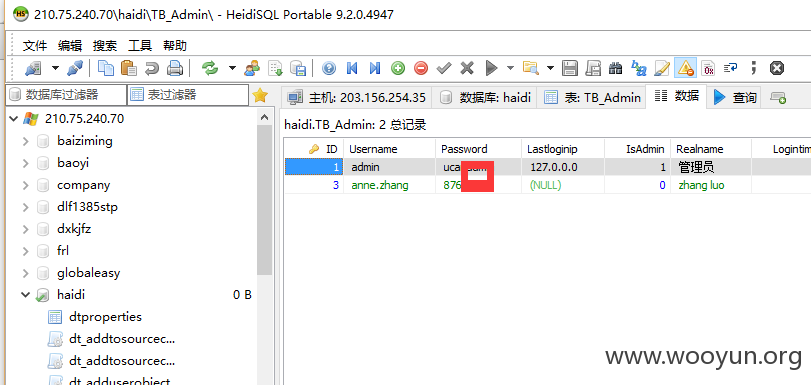 210.75.240.70\haidi\TB_Admin\ - HeidiSQL Portable 9.2.0.4947
文件 编辑 搜索 工具 帮助
数据库过滤器 表过滤器 主机: 203.156.254.35 数据库: haidi 表: TB_Admin 数据 查询
210.75.240.70
haidi.TB_Admin: 2 总记录
baiziming
baoyi
company
dlf1385stp
dxkjfz
frl
globaleasy
haidi 0 B
dtproperties
dt_addtosourcec...
dt_addtosourcec...
dt_adduserobject
ID Username Password Lastloginip IsAdmin Realname Logintim
1 admin 127.0.0.0 1 管理员
3 anne.zhang 876 (NULL) 0 zhang luo
www.wooyun.org